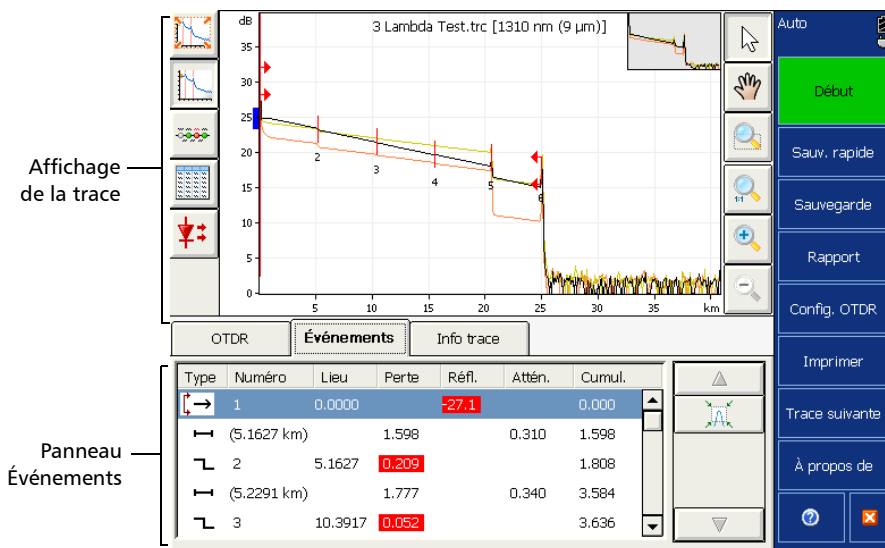 Affichage
de la trace
dB
3 Lambda Test.trc [1310 nm (9 µm)]
35
30
25
20
15
10
5
0
2
3
4
5
6
5
10
15
20
25
30
35
km
1:1
OTDR
Événements
Info trace
Panneau
Événements
Type Numéro Lieu Perte Réfl. Attén. Cumul.
1 0.0000 -27.1 0.000
(5.1627 km) 1.598 0.310 1.598
2 5.1627 0.209 1.808
(5.2291 km) 1.777 0.340 3.584
3 10.3917 0.052 3.636
Auto
Début
Sauv. rapide
Sauvegarde
Rapport
Config. OTDR
Imprimer
Trace suivante
À propos de
?